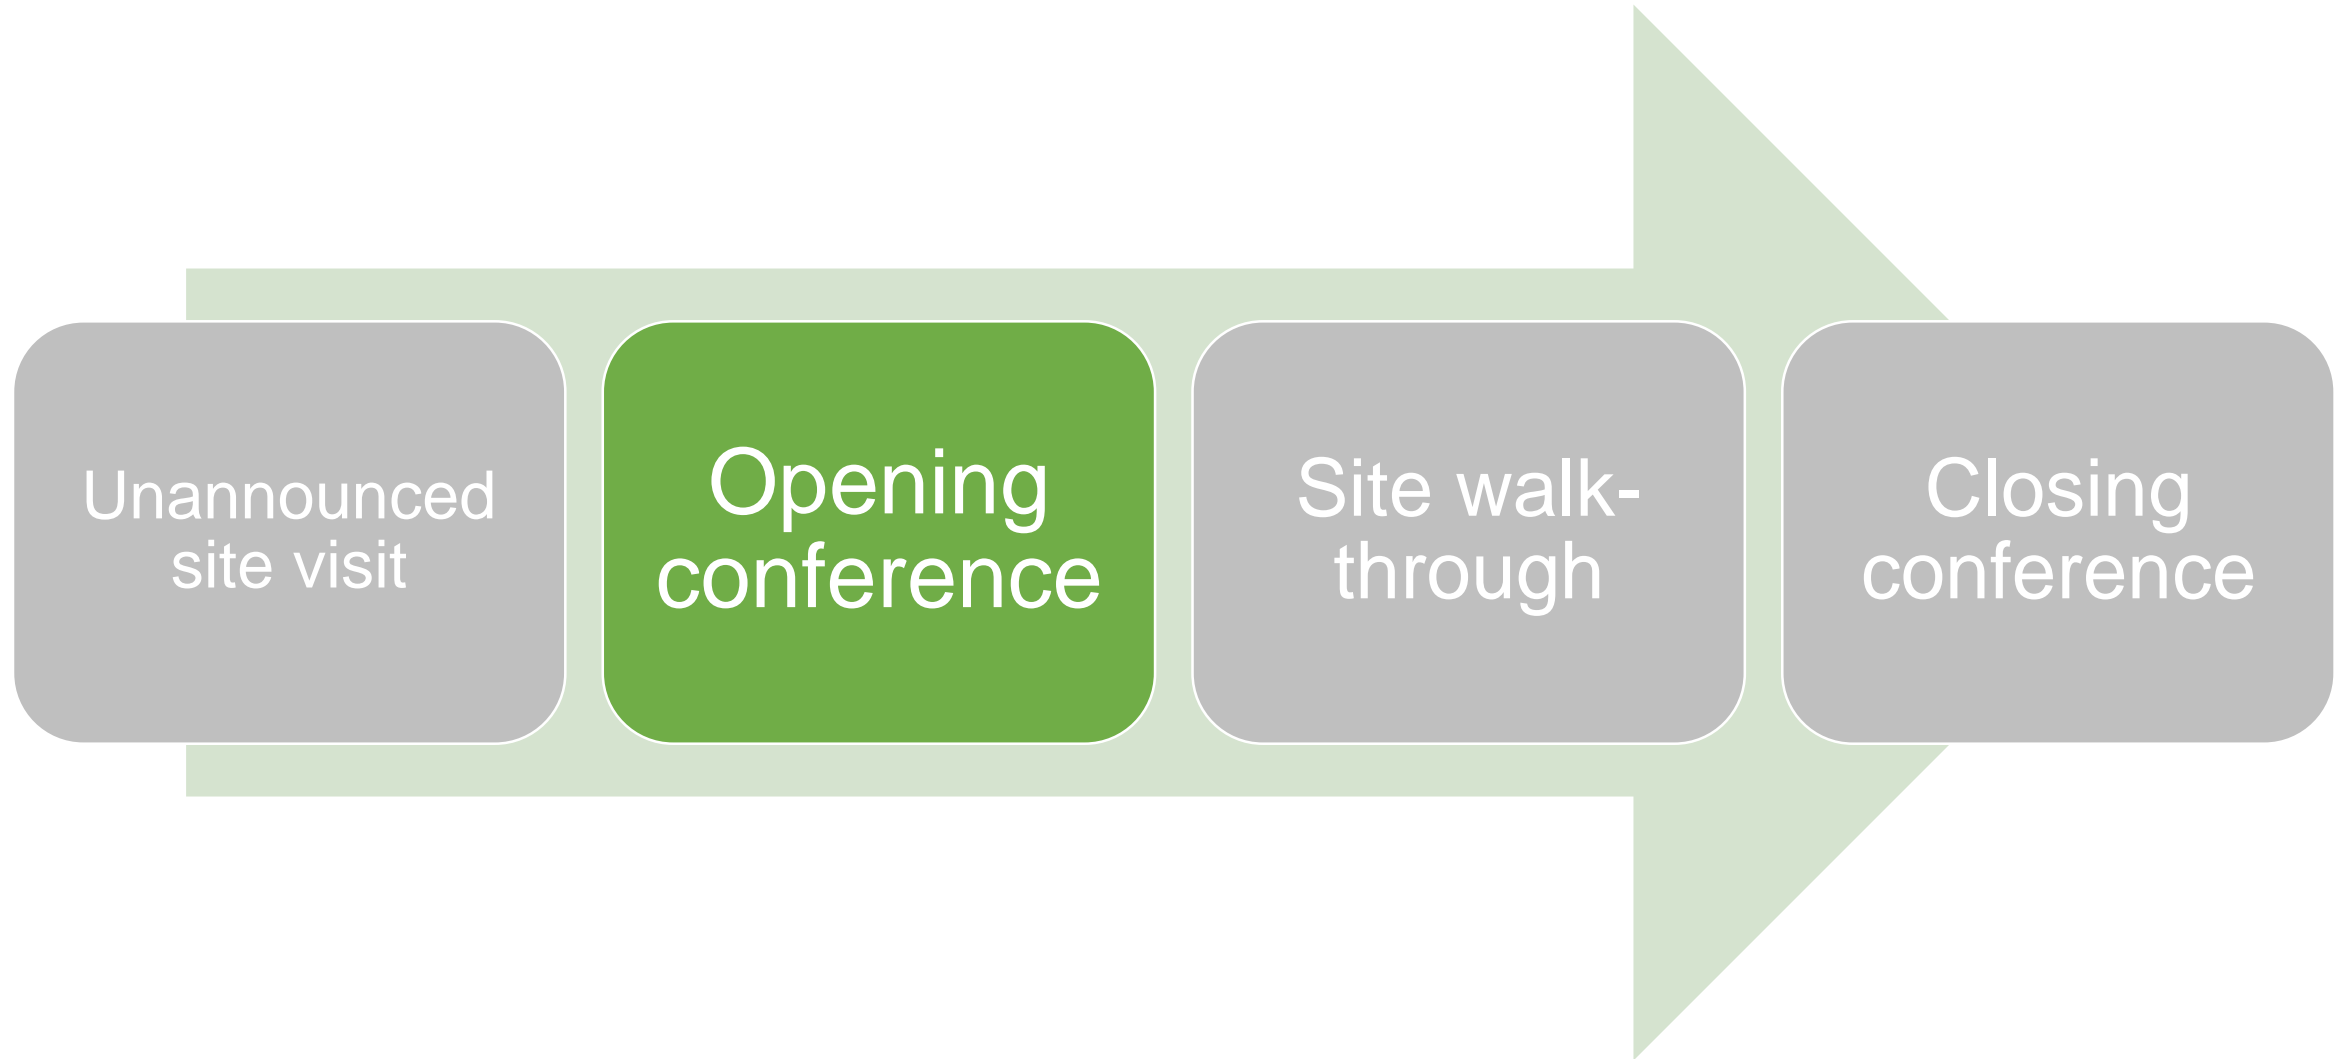 Unannounced
site visit
Opening
conference
Site walk-
through
Closing
conference